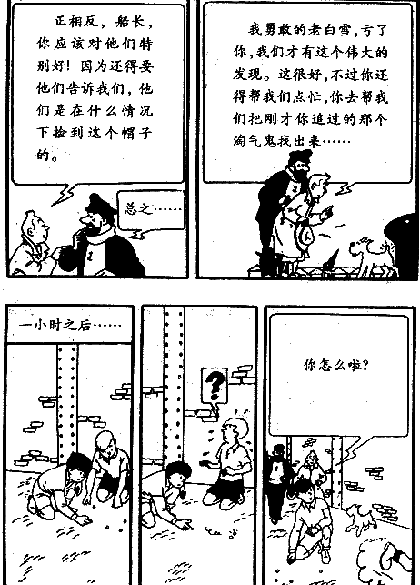 正相反，船长，
你应该对他们特
别好！因为还得要
他们告诉我们，他
们是在什么情况
下捡到这个帽子
的。
总之……
我勇敢的老白雪，亏了
你，我们才有这个伟大的
发现。这很好，不过你还
得帮我们点忙，你去帮我
们把刚才你追过的那个
淘气鬼找出来……
一小时之后……
?
你怎么啦？